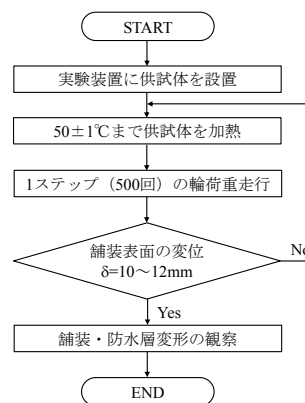 START
実験装置に供試体を設置
50±1℃まで供試体を加熱
1ステップ（500回）の輪荷重走行
舗装表面の変位
δ=10～12mm
No
Yes
舗装・防水層変形の観察
END